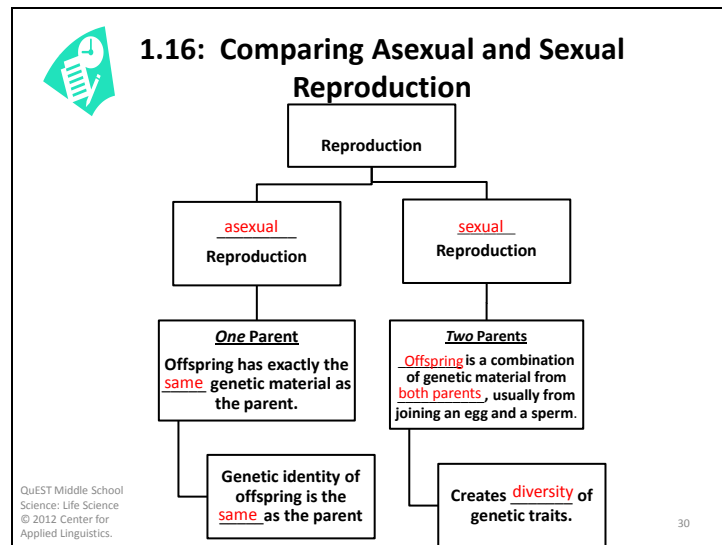 1.16: Comparing Asexual and Sexual
Reproduction
Reproduction
asexual
Reproduction
sexual
Reproduction
One Parent
Offspring has exactly the
same genetic material as
the parent.
Two Parents
Offspring is a combination
of genetic material from
both parents, usually from
joining an egg and a sperm.
Genetic identity of
offspring is the
same as the parent
Creates diversity of
genetic traits.
QuEST Middle School
Science: Life Science
© 2012 Center for
Applied Linguistics.
30